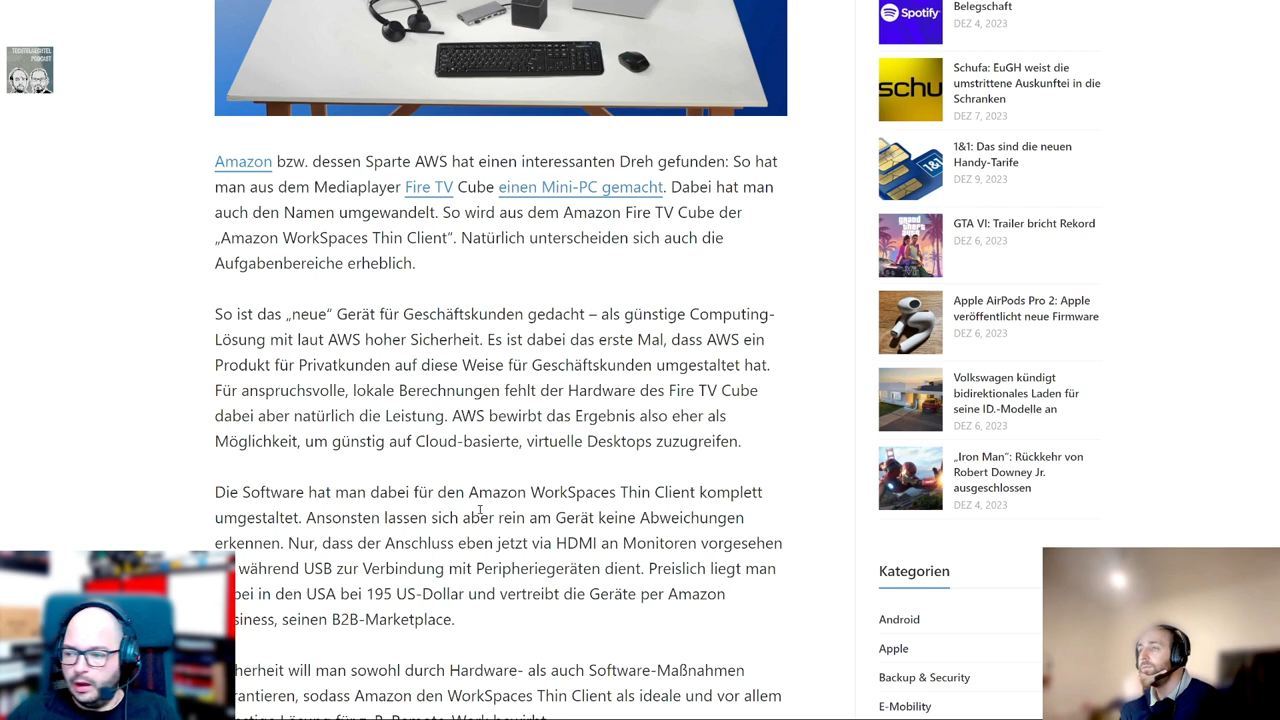 TECHTELMECHTEL
PODCAST
Amazon bzw. dessen Sparte AWS hat einen interessanten Dreh gefunden: So hat
man aus dem Mediaplayer Fire TV Cube einen Mini-PC gemacht. Dabei hat man
auch den Namen umgewandelt. So wird aus dem Amazon Fire TV Cube der
„Amazon WorkSpaces Thin Client“. Natürlich unterscheiden sich auch die
Aufgabenbereiche erheblich.
So ist das „neue“ Gerät für Geschäftskunden gedacht – als günstige Computing-
Lösung mit laut AWS hoher Sicherheit. Es ist dabei das erste Mal, dass AWS ein
Produkt für Privatkunden auf diese Weise für Geschäftskunden umgestaltet hat.
Für anspruchsvolle, lokale Berechnungen fehlt der Hardware des Fire TV Cube
dabei aber natürlich die Leistung. AWS bewirbt das Ergebnis also eher als
Möglichkeit, um günstig auf Cloud-basierte, virtuelle Desktops zuzugreifen.
Die Software hat man dabei für den Amazon WorkSpaces Thin Client komplett
umgestaltet. Ansonsten lassen sich aber rein am Gerät keine Abweichungen
erkennen. Nur, dass der Anschluss eben jetzt via HDMI an Monitoren vorgesehen
während USB zur Verbindung mit Peripheriegeräten dient. Preislich liegt man
bei in den USA bei 195 US-Dollar und vertreibt die Geräte per Amazon
siness, seinen B2B-Marketplace.
herheit will man sowohl durch Hardware- als auch Software-Maßnahmen
rantieren, sodass Amazon den WorkSpaces Thin Client als ideale und vor allem
Spotify
Belegschaft
DEZ 4, 2023
schu
Schufa: EuGH weist die
umstrittene Auskunftei in die
Schranken
DEZ 7, 2023
1&1
1&1: Das sind die neuen
Handy-Tarife
DEZ 9, 2023
GTA VI: Trailer bricht Rekord
DEZ 6, 2023
Apple AirPods Pro 2: Apple
veröffentlicht neue Firmware
DEZ 6, 2023
Volkswagen kündigt
bidirektionales Laden für
seine ID.-Modelle an
DEZ 6, 2023
„Iron Man“: Rückkehr von
Robert Downey Jr.
ausgeschlossen
DEZ 4, 2023
Kategorien
Android
Apple
Backup & Security
E-Mobility